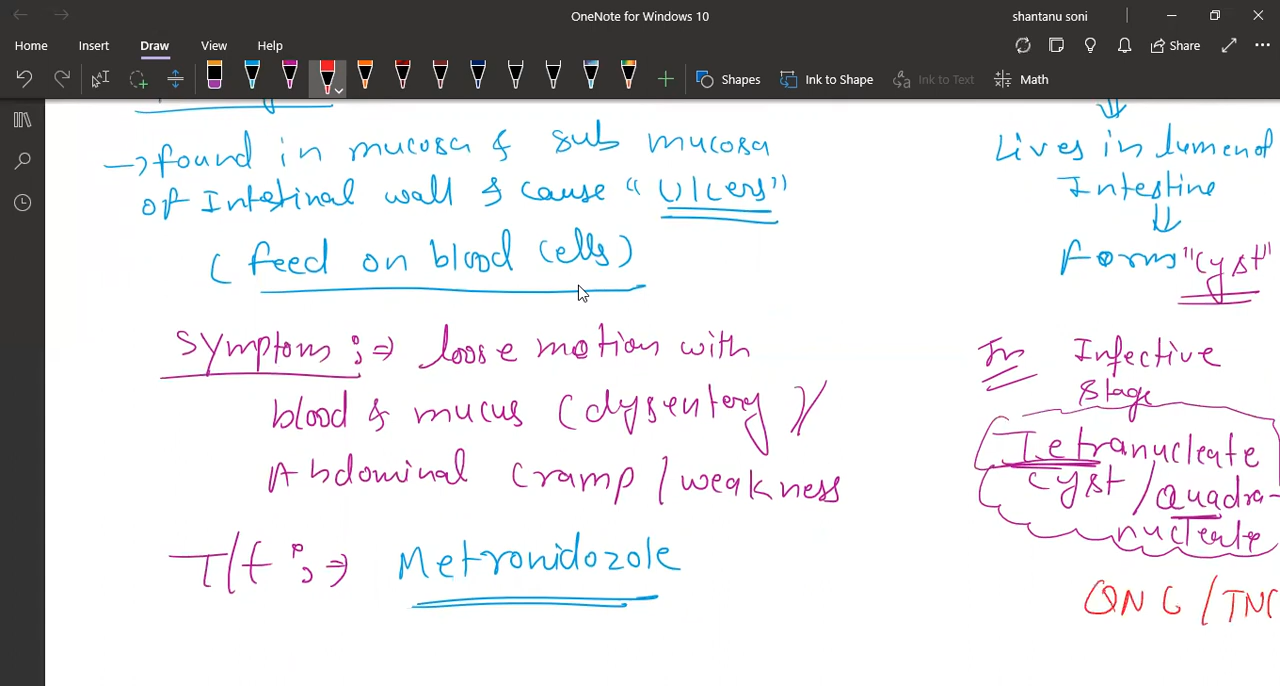 OneNote for Windows 10
shantanu soni
Home Insert Draw View Help
Share
Shapes Ink to Shape Ink to Text Math
→ found in mucosa & sub mucosa
of Intestinal wall & cause "Ulcers"
(feed on blood cells)
Symptoms :⇒ loose motion with
blood & mucus (dysentery)/
Abdominal cramp / weakness
T/t :⇒ Metronidozole
Lives in lumen of
Intestine
forms "Cyst"
Infective
stage
Tetranucleate
cyst / Quadra-
nucleate
QNC / TNC